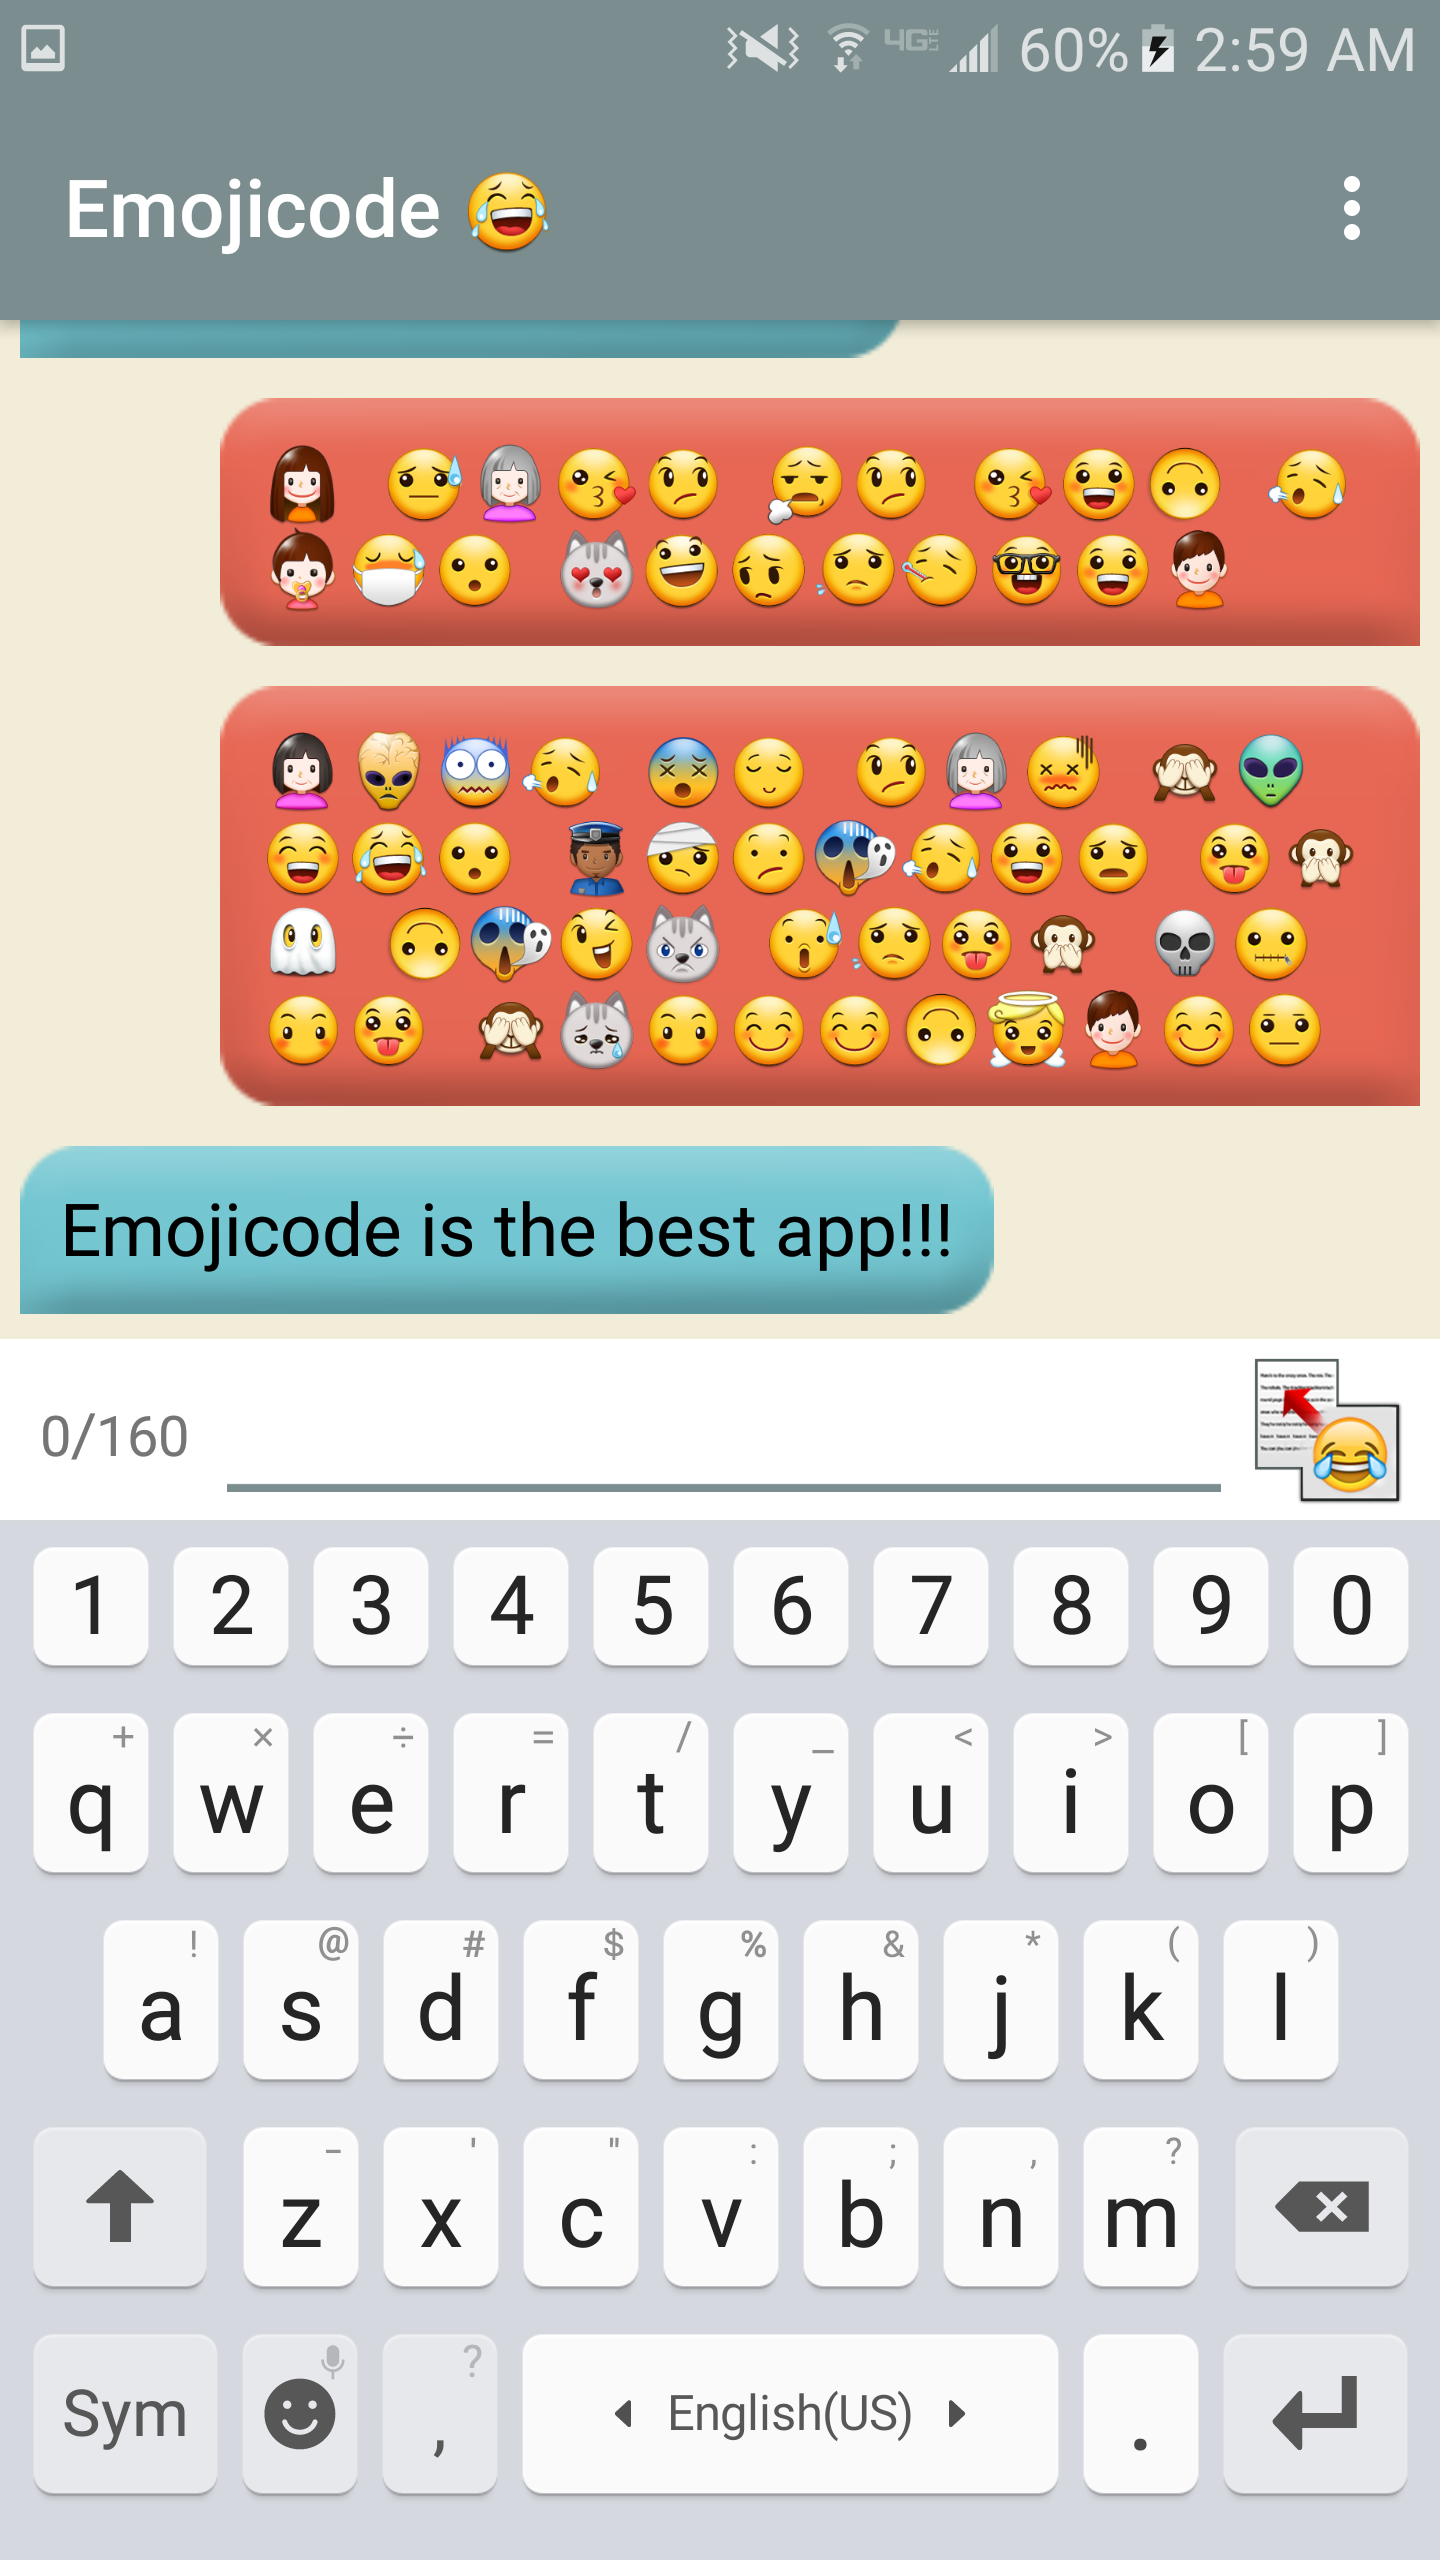 60% 2:59 AM
Emojicode 😂
Emojicode is the best app!!!
0/160
1 2 3 4 5 6 7 8 9 0
+ × ÷ = / _ < > [ ]
q w e r t y u i o p
! @ # $ % & * ( )
a s d f g h j k l
- ' " : ; , ?
z x c v b n m
?
Sym , English(US) .